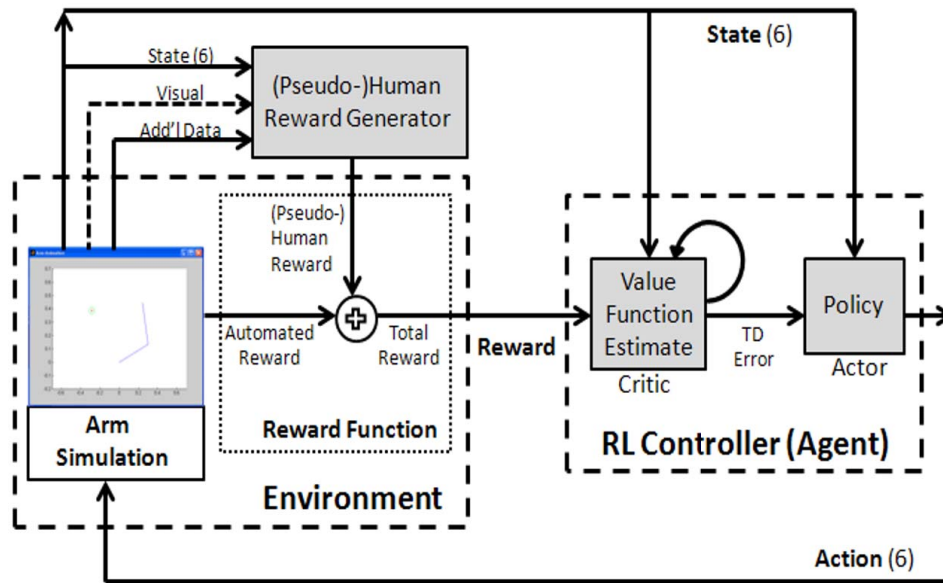 State (6)
State (6)
Visual
Add'l Data
(Pseudo-)Human
Reward Generator
(Pseudo-)
Human
Reward
Automated
Reward
Total
Reward
Reward Function
Arm
Simulation
Environment
Reward
Value
Function
Estimate
Critic
TD
Error
Policy
Actor
RL Controller (Agent)
Action (6)